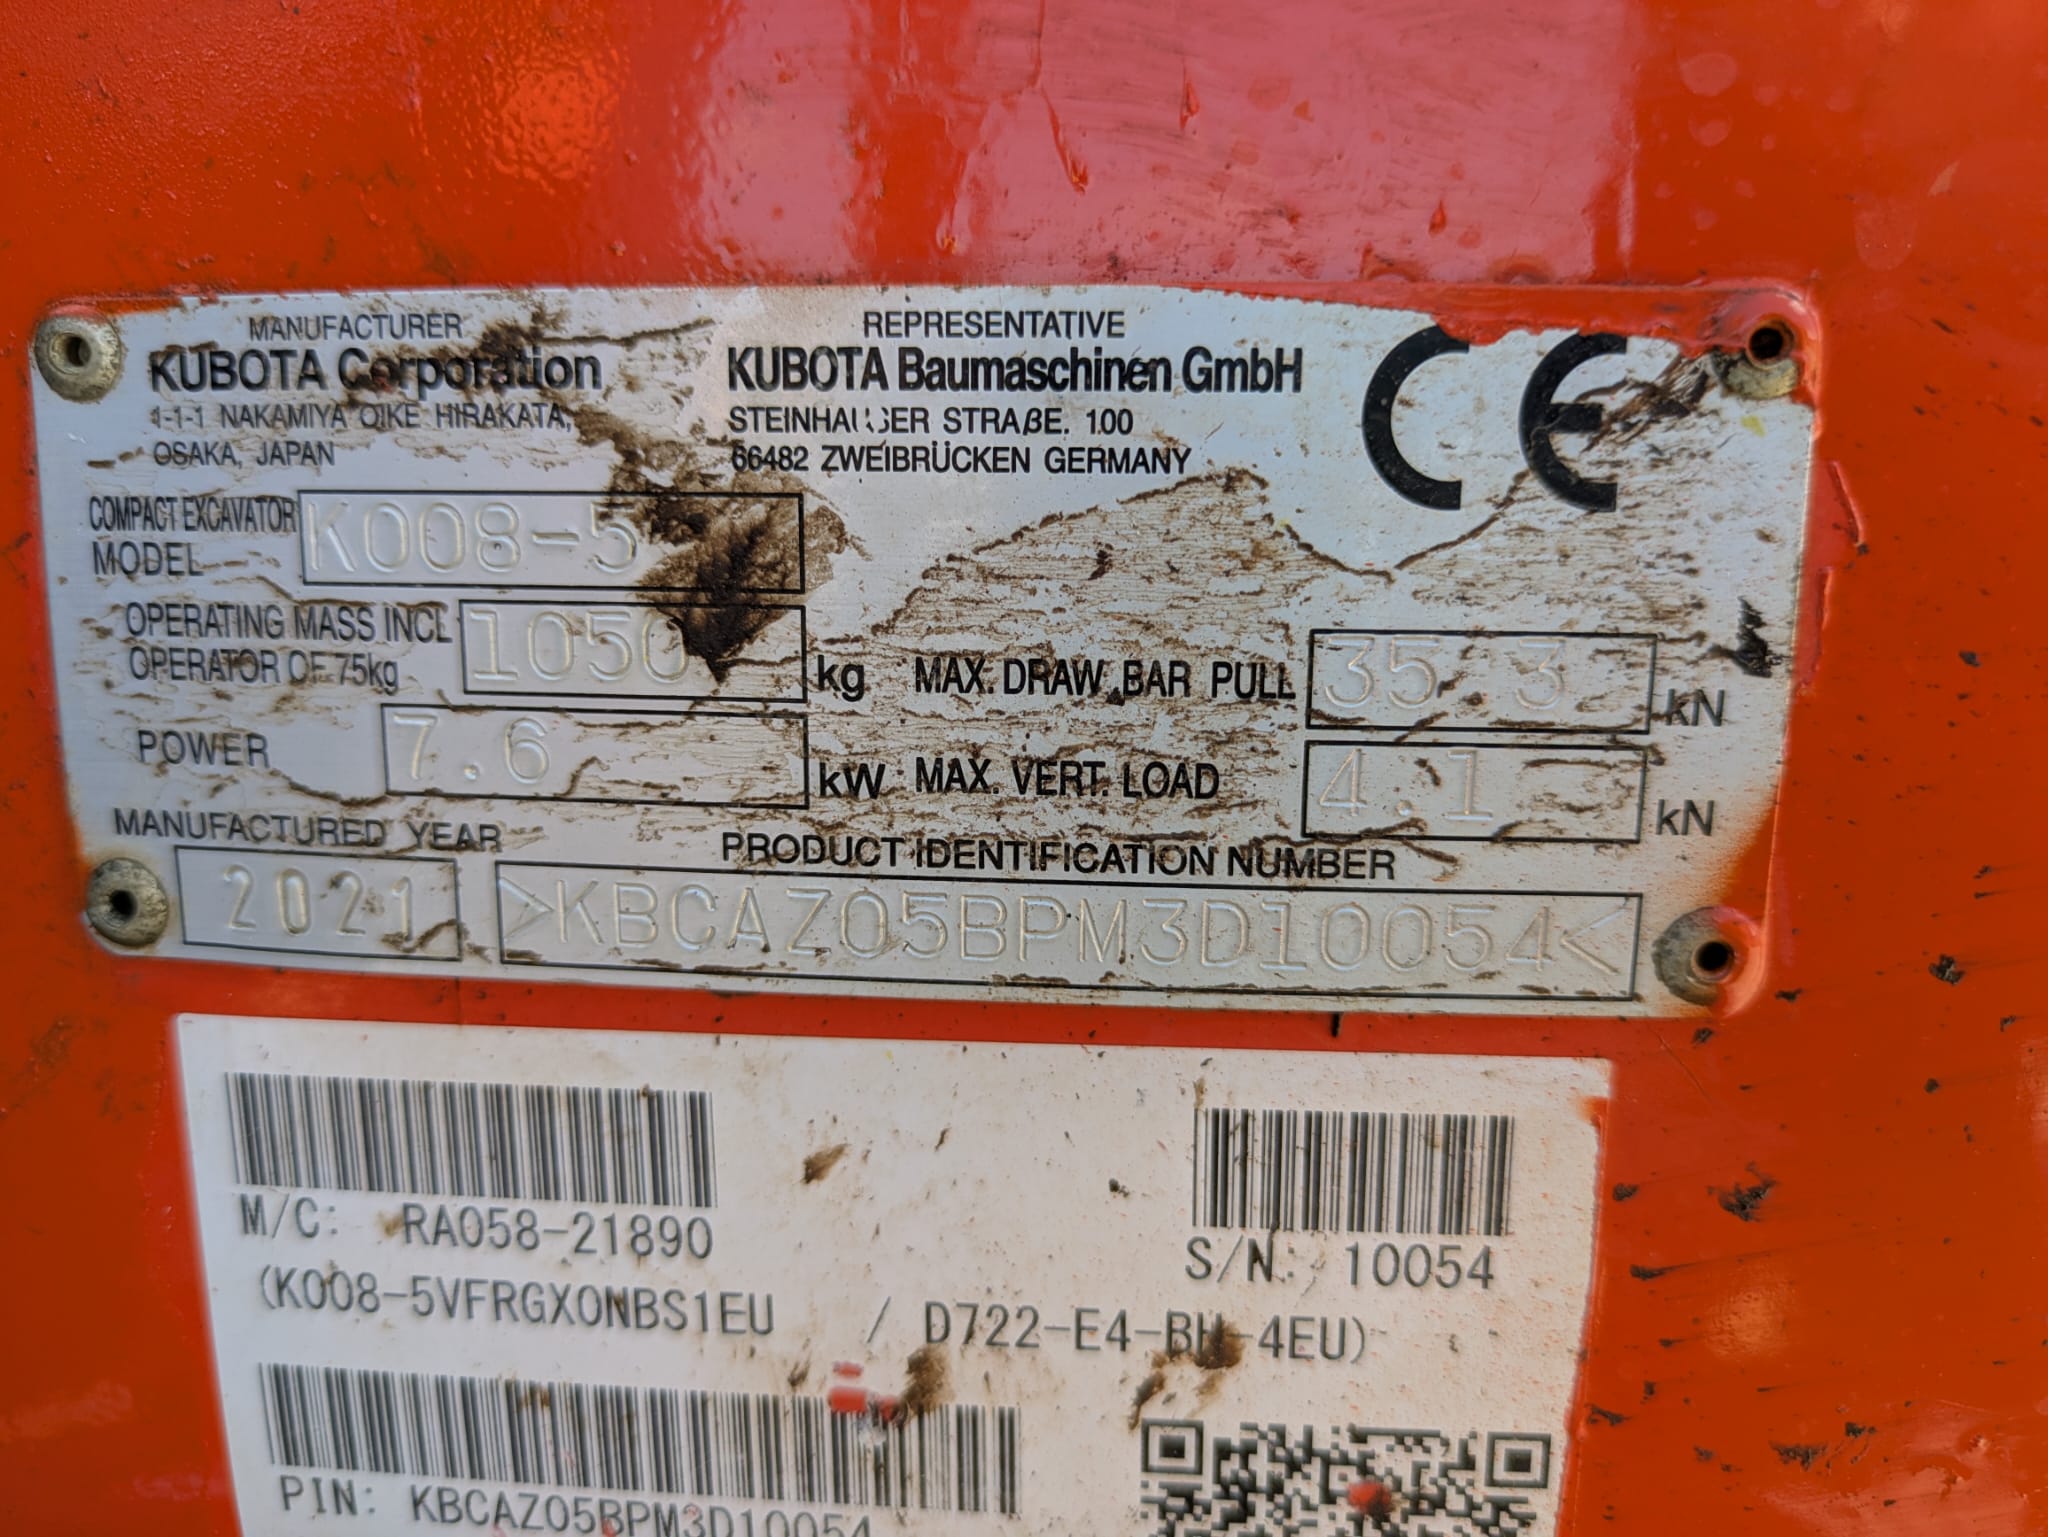 MANUFACTURER
KUBOTA Corporation
1-1-1 NAKAMIYA OIKE HIRAKATA,
OSAKA, JAPAN
REPRESENTATIVE
KUBOTA Baumaschinen GmbH
STEINHAUSER STRAßE. 100
66482 ZWEIBRÜCKEN GERMANY
CE
COMPACT EXCAVATOR
MODEL
K008-5
OPERATING MASS INCL
OPERATOR OF 75kg
1050 kg
MAX. DRAW BAR PULL 35.3 kN
POWER 7.6 kW
MAX. VERT. LOAD 4.1 kN
MANUFACTURED YEAR
2021
PRODUCT IDENTIFICATION NUMBER
>KBCAZ05BPM3D10054<
M/C: RA058-21890
S/N: 10054
(K008-5VFRGX0NBS1EU / D722-E4-BH-4EU)
PIN: KBCAZ05BPM3D10054